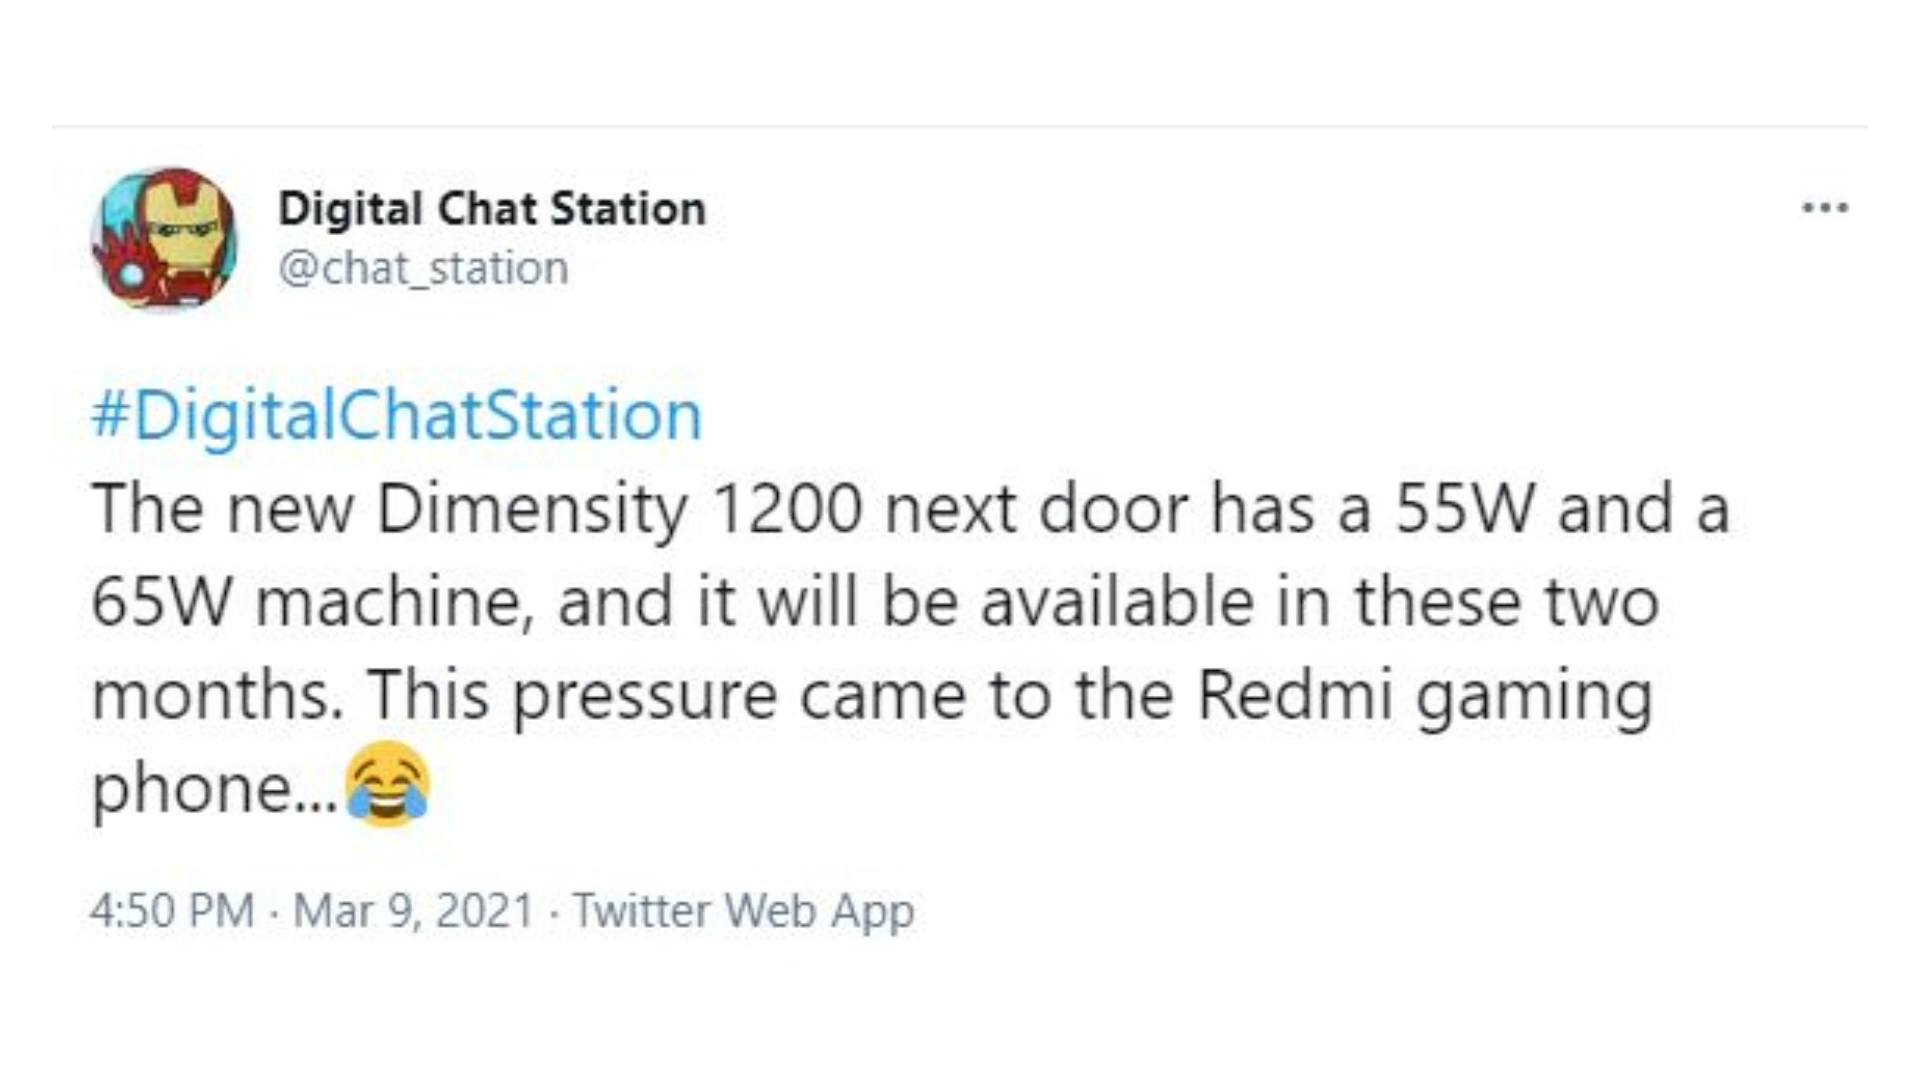 Digital Chat Station
@chat_station
#DigitalChatStation
The new Dimensity 1200 next door has a 55W and a
65W machine, and it will be available in these two
months. This pressure came to the Redmi gaming
phone...😂
4:50 PM · Mar 9, 2021 · Twitter Web App